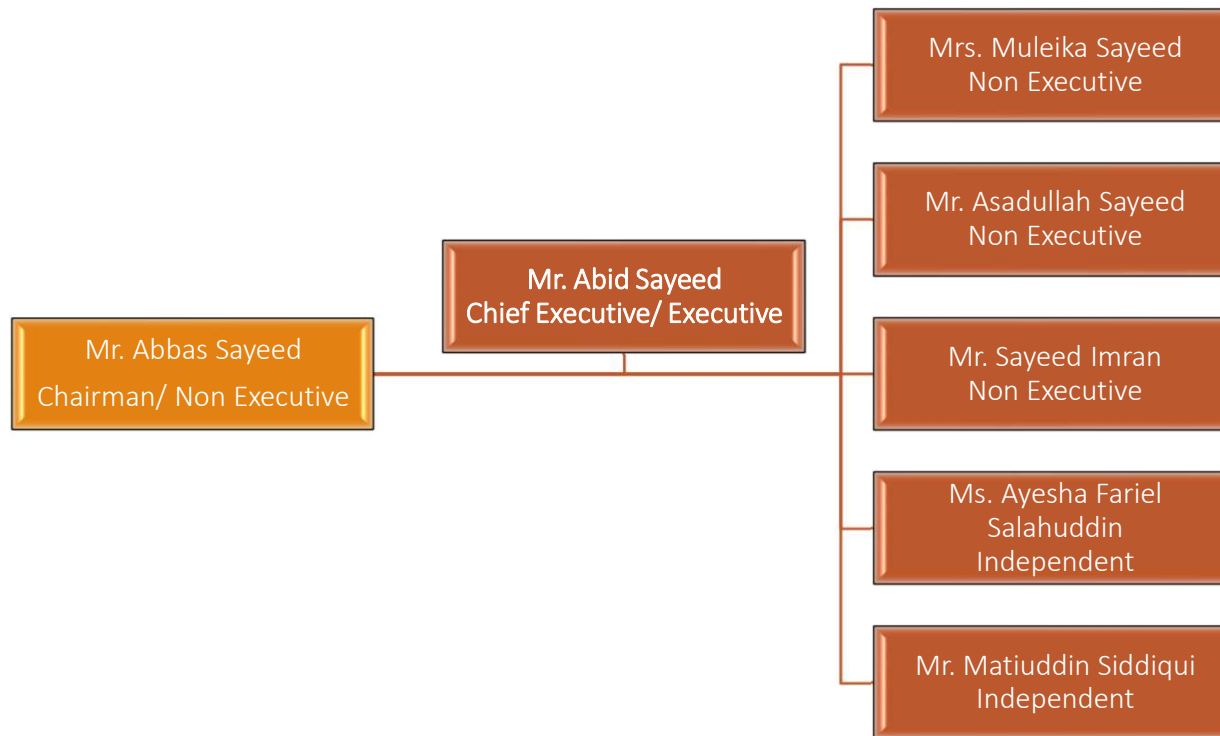 Mr. Abbas Sayeed
Chairman/ Non Executive
Mr. Abid Sayeed
Chief Executive/ Executive
Mrs. Muleika Sayeed
Non Executive
Mr. Asadullah Sayeed
Non Executive
Mr. Sayeed Imran
Non Executive
Ms. Ayesha Fariel
Salahuddin
Independent
Mr. Matiuddin Siddiqui
Independent